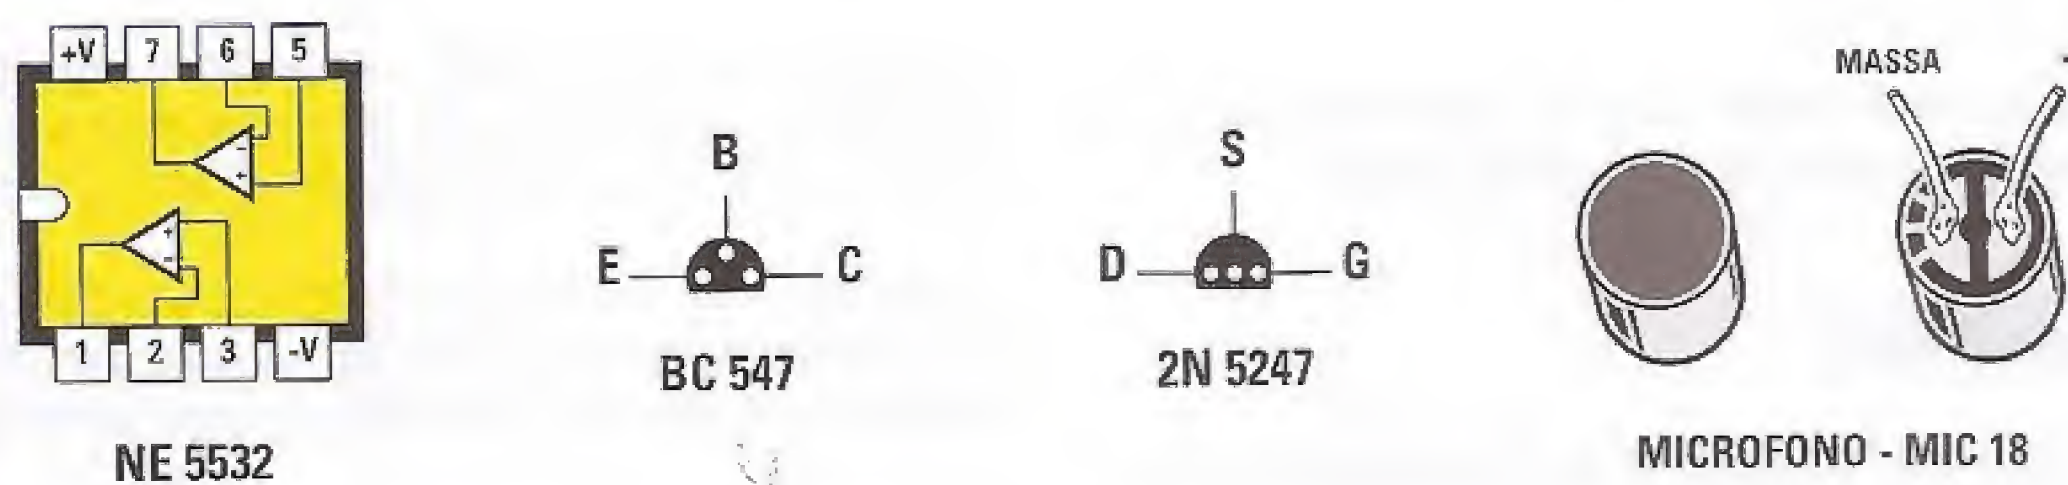 +V 7 6 5
- +
+ -
1 2 3 -V
NE 5532
B
E C
BC 547
S
D G
2N 5247
MASSA
MICROFONO - MIC 18